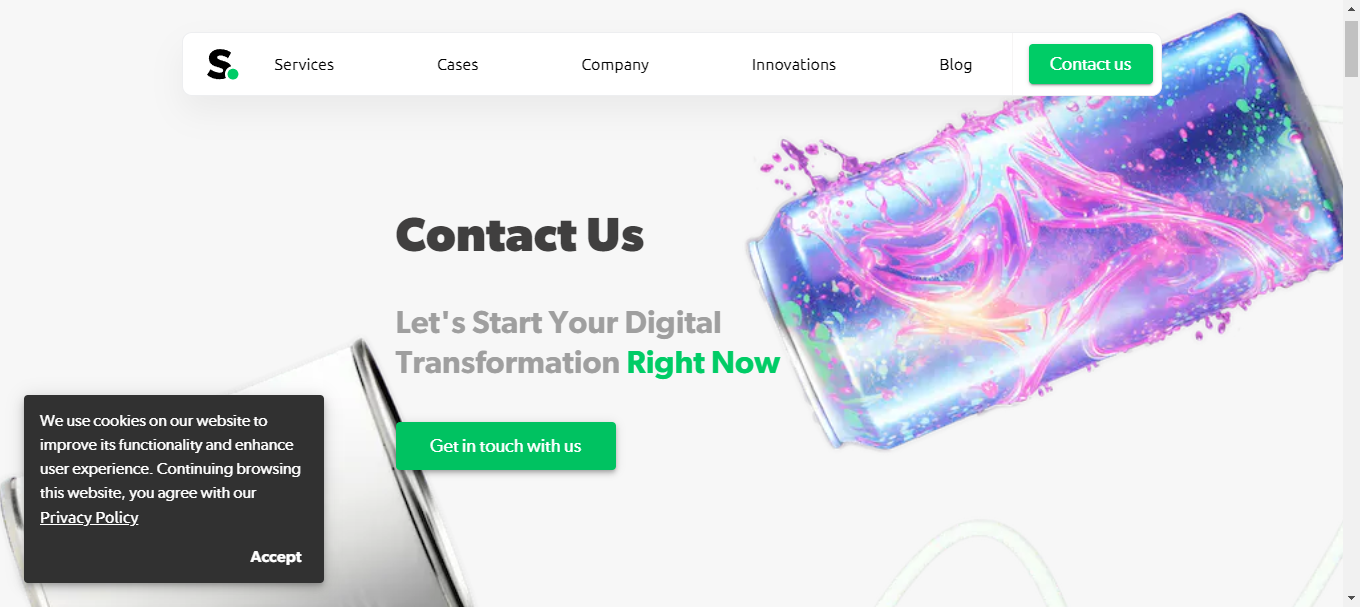 S.
Services
Cases
Company
Innovations
Blog
Contact us
Contact Us
Let's Start Your Digital
Transformation Right Now
Get in touch with us
We use cookies on our website to
improve its functionality and enhance
user experience. Continuing browsing
this website, you agree with our
Privacy Policy
Accept